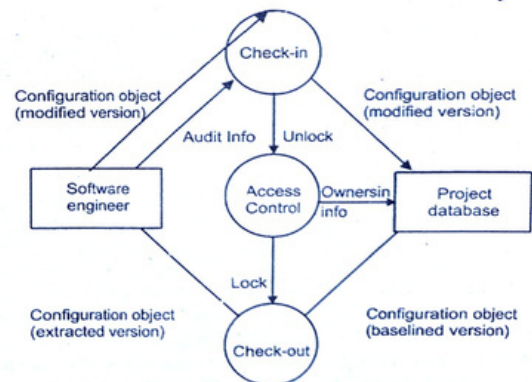 Check-in
Configuration object
(modified version)
Configuration object
(modified version)
Audit Info
Unlock
Software
engineer
Access
Control
Ownersin
info
Project
database
Lock
Configuration object
(extracted version)
Configuration object
(baselined version)
Check-out